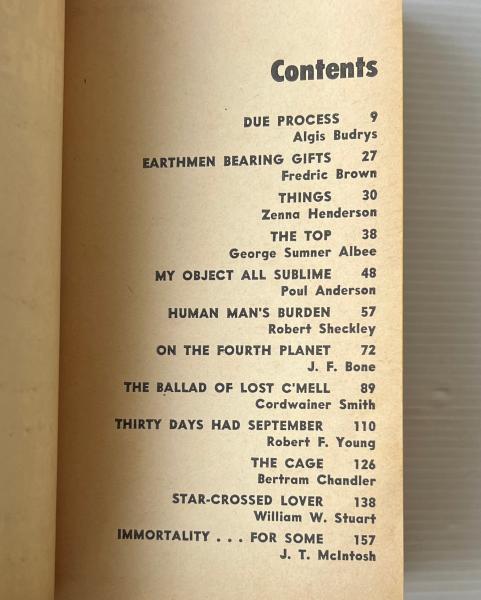 Contents
DUE PROCESS 9
Algis Budrys
EARTHMEN BEARING GIFTS 27
Fredric Brown
THINGS 30
Zenna Henderson
THE TOP 38
George Sumner Albee
MY OBJECT ALL SUBLIME 48
Poul Anderson
HUMAN MAN'S BURDEN 57
Robert Sheckley
ON THE FOURTH PLANET 72
J. F. Bone
THE BALLAD OF LOST C'MELL 89
Cordwainer Smith
THIRTY DAYS HAD SEPTEMBER 110
Robert F. Young
THE CAGE 126
Bertram Chandler
STAR-CROSSED LOVER 138
William W. Stuart
IMMORTALITY . . . FOR SOME 157
J. T. McIntosh